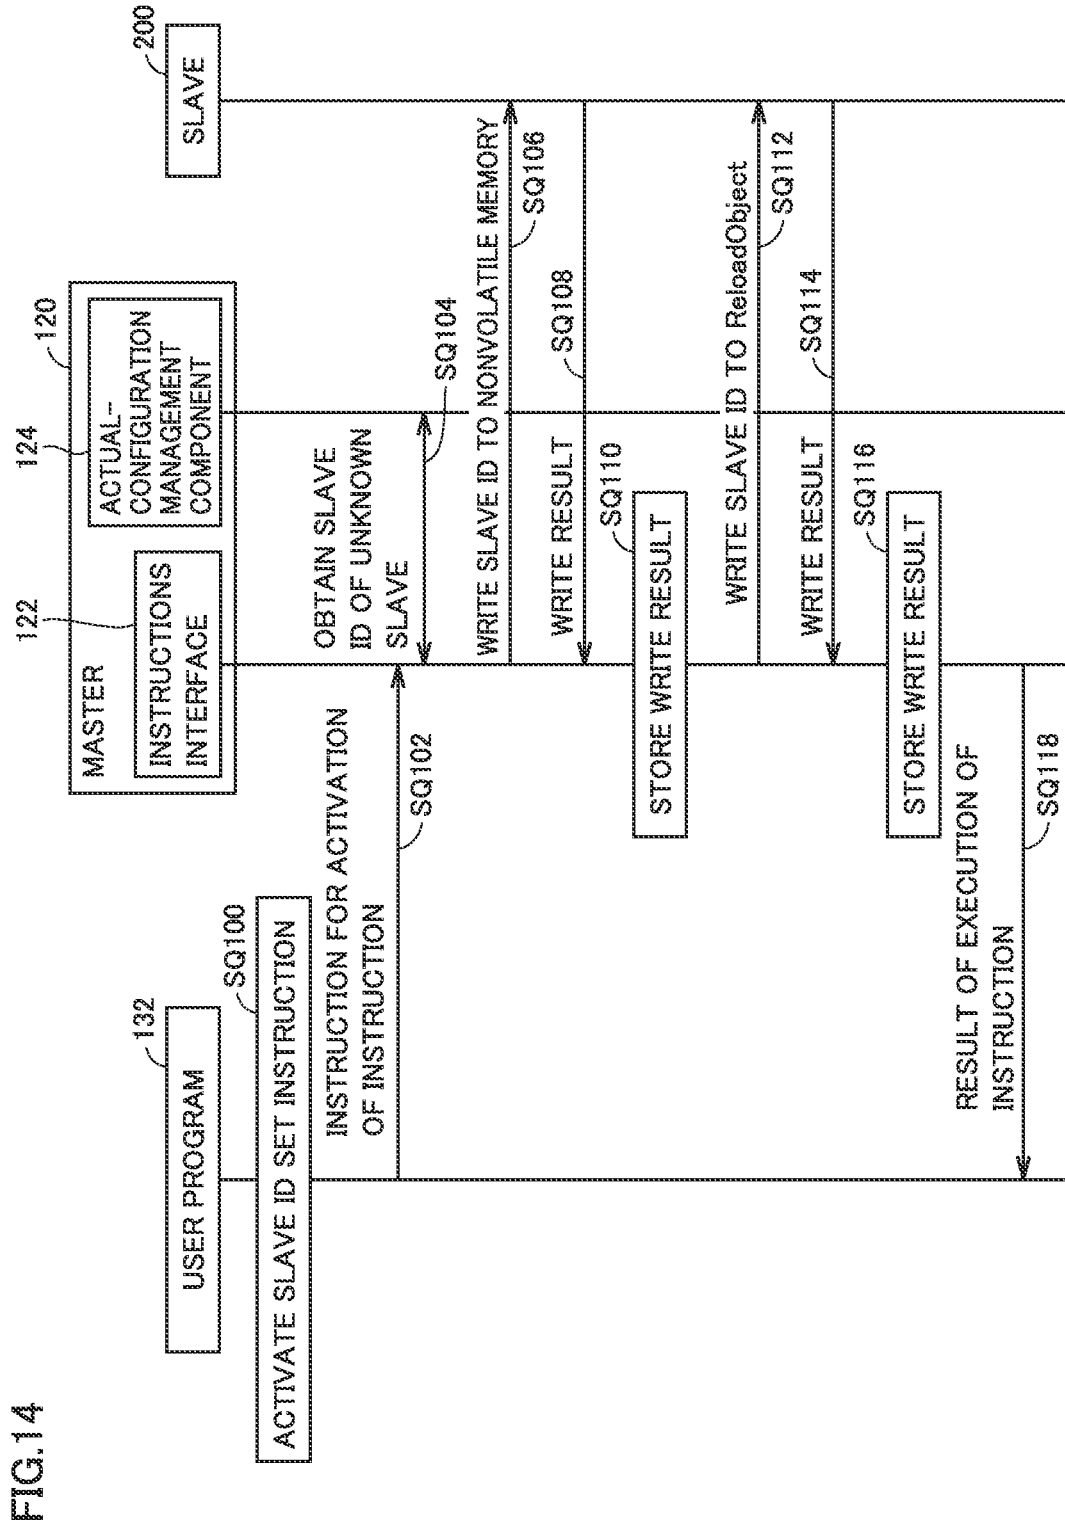 FIG.14
132
USER PROGRAM
MASTER
120
122
INSTRUCTIONS
INTERFACE
124
ACTUAL-
CONFIGURATION
MANAGEMENT
COMPONENT
200
SLAVE
SQ100
ACTIVATE SLAVE ID SET INSTRUCTION
INSTRUCTION FOR ACTIVATION
OF INSTRUCTION
SQ102
OBTAIN SLAVE
ID OF UNKNOWN
SLAVE
SQ104
WRITE SLAVE ID TO NONVOLATILE MEMORY
SQ106
WRITE RESULT
SQ108
SQ110
STORE WRITE RESULT
WRITE SLAVE ID TO ReloadObject
SQ112
WRITE RESULT
SQ114
SQ116
STORE WRITE RESULT
RESULT OF EXECUTION OF
INSTRUCTION
SQ118